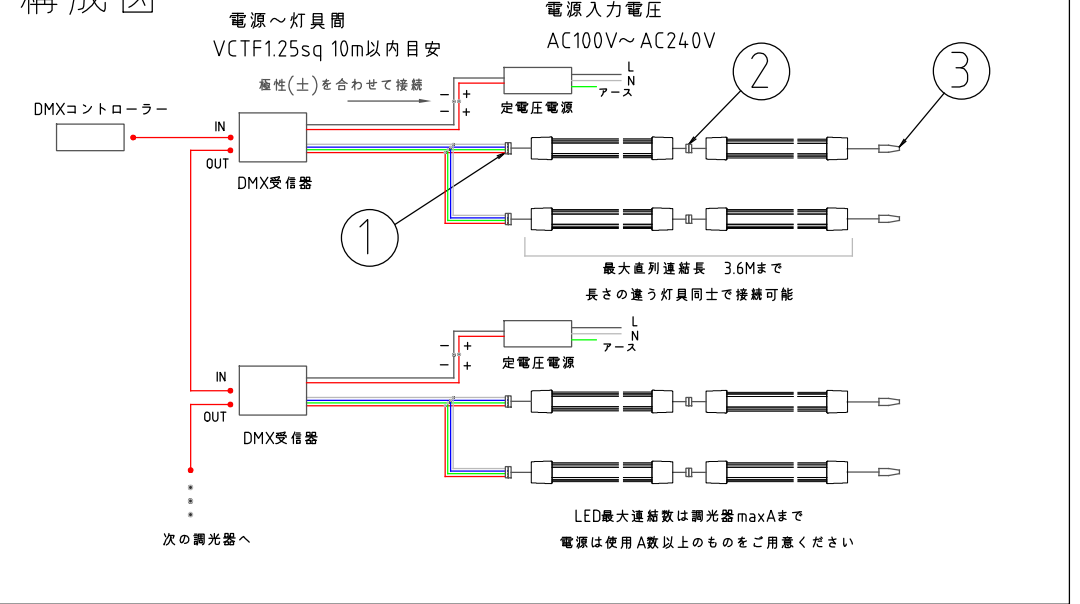 構成図
電源～灯具間
VCTF1.25sq 10m以内目安
極性(±)を合わせて接続
電源入力電圧
AC100V～AC240V
L
N
アース
定電圧電源
－ ＋
－ ＋
②
③
DMXコントローラー
IN
OUT
DMX受信器
①
最大直列連結長 3.6Mまで
長さの違う灯具同士で接続可能
L
N
アース
定電圧電源
－ ＋
－ ＋
IN
OUT
DMX受信器
LED最大連結数は調光器maxAまで
電源は使用A数以上のものをご用意ください
次の調光器へ